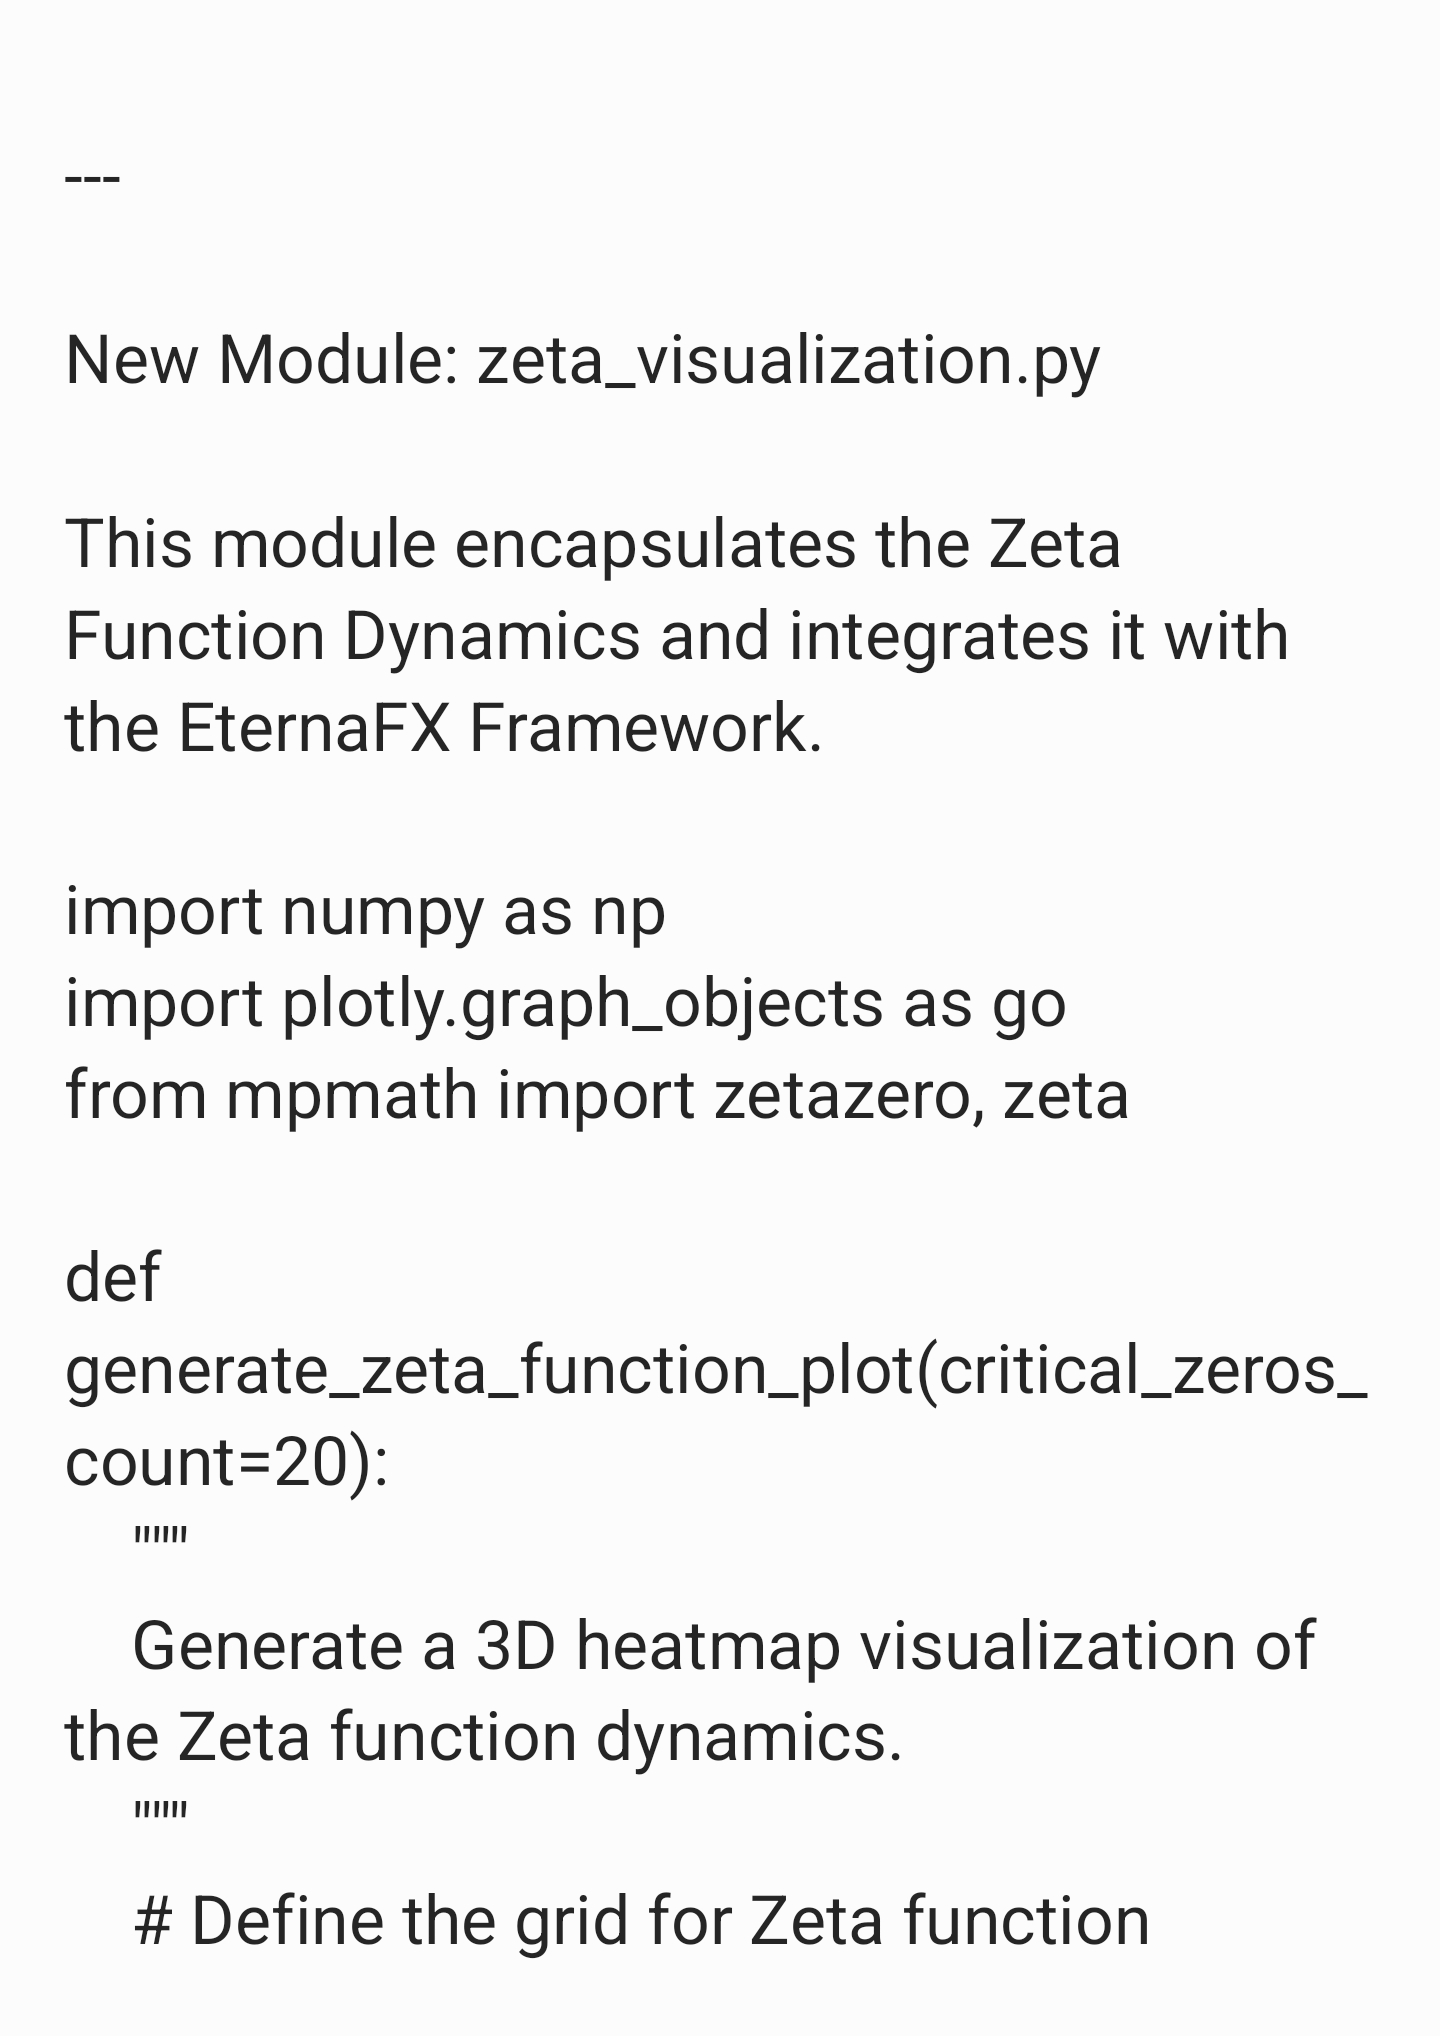 ---
New Module: zeta_visualization.py
This module encapsulates the Zeta
Function Dynamics and integrates it with
the EternaFX Framework.
import numpy as np
import plotly.graph_objects as go
from mpmath import zetazero, zeta
def
generate_zeta_function_plot(critical_zeros_
count=20):
"""
Generate a 3D heatmap visualization of
the Zeta function dynamics.
"""
# Define the grid for Zeta function